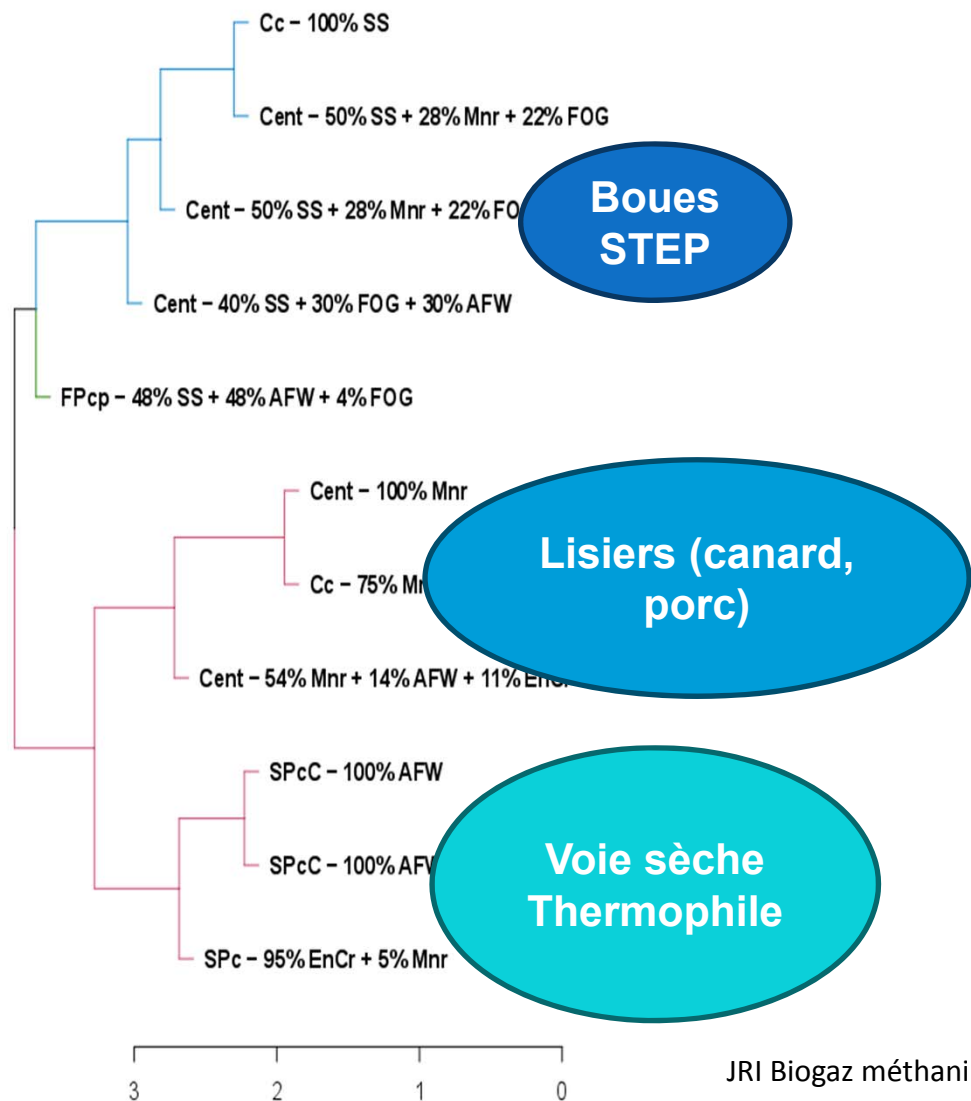 Cc – 100% SS
Cent – 50% SS + 28% Mnr + 22% FOG
Cent – 50% SS + 28% Mnr + 22% FO
Boues
STEP
Cent – 40% SS + 30% FOG + 30% AFW
FPcp – 48% SS + 48% AFW + 4% FOG
Cent – 100% Mnr
Cc – 75%
Lisiers (canard,
porc)
Cent – 54% Mnr + 14% AFW + 11%
SPcC – 100% AFW
SPcC – 100% AFW
Voie sèche
Thermophile
SPc – 95% EnCr + 5% Mnr
3 2 1 0
JRI Biogaz méthani